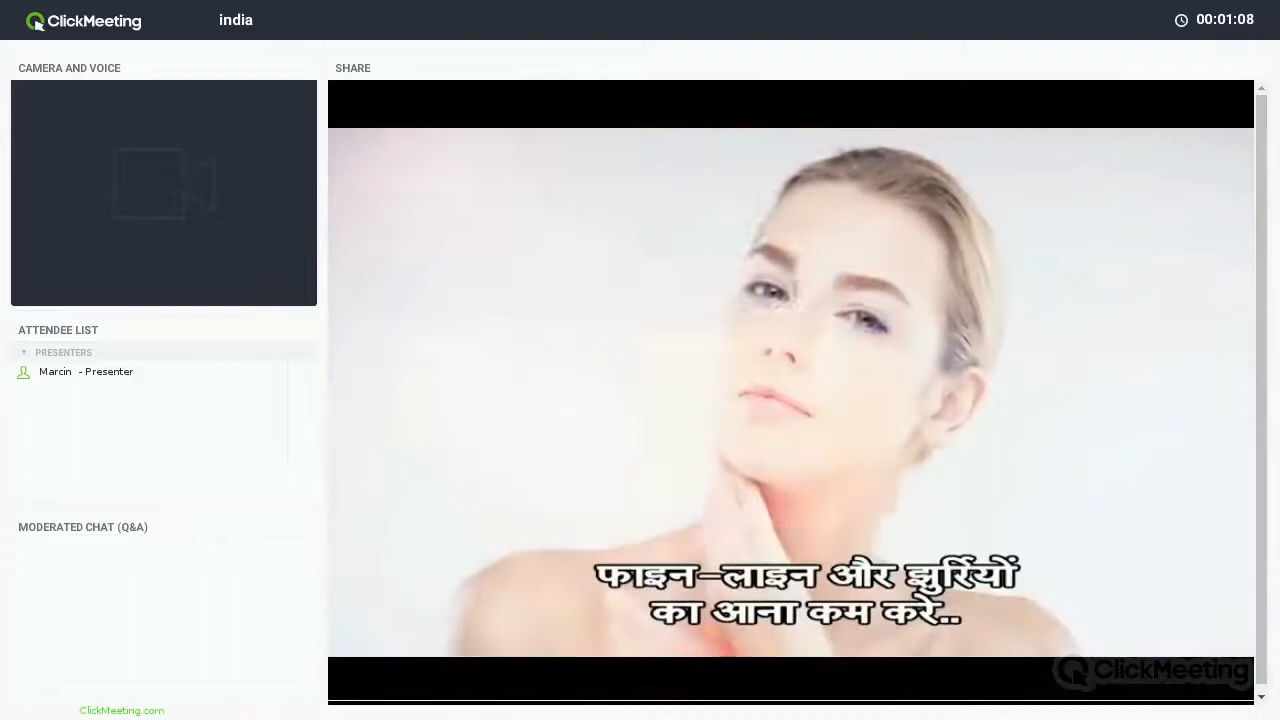 ClickMeeting
india
00:01:08
CAMERA AND VOICE
SHARE
ATTENDEE LIST
PRESENTERS
Marcin - Presenter
MODERATED CHAT (Q&A)
फाइन-लाइन और झुर्रियों
का आना कम करे..
ClickMeeting
ClickMeeting.com